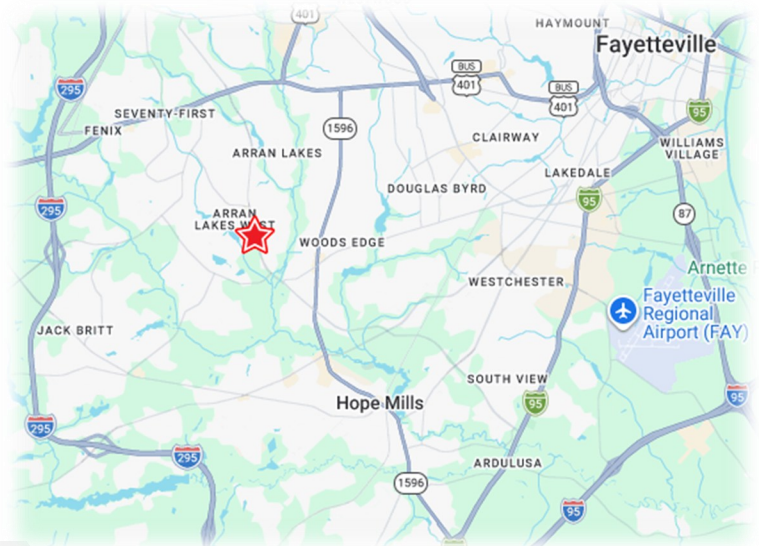 401
HAYMOUNT
Fayetteville
295
BUS
401
BUS
401
95
SEVENTY-FIRST
FENIX
1596
CLAIRWAY
WILLIAMS
VILLAGE
ARRAN LAKES
LAKEDALE
DOUGLAS BYRD
95
295
ARRAN
LAKES WEST
87
WOODS EDGE
Arnette
WESTCHESTER
Fayetteville
Regional
Airport (FAY)
JACK BRITT
SOUTH VIEW
95
Hope Mills
95
295
295
ARDULUSA
1596
95